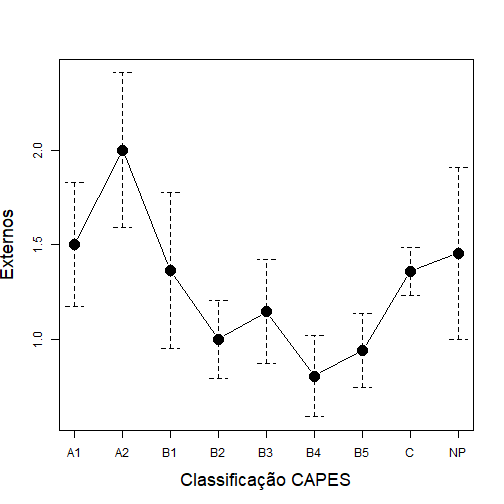 Externos
2.0
1.5
1.0
A1 A2 B1 B2 B3 B4 B5 C NP
Classificação CAPES